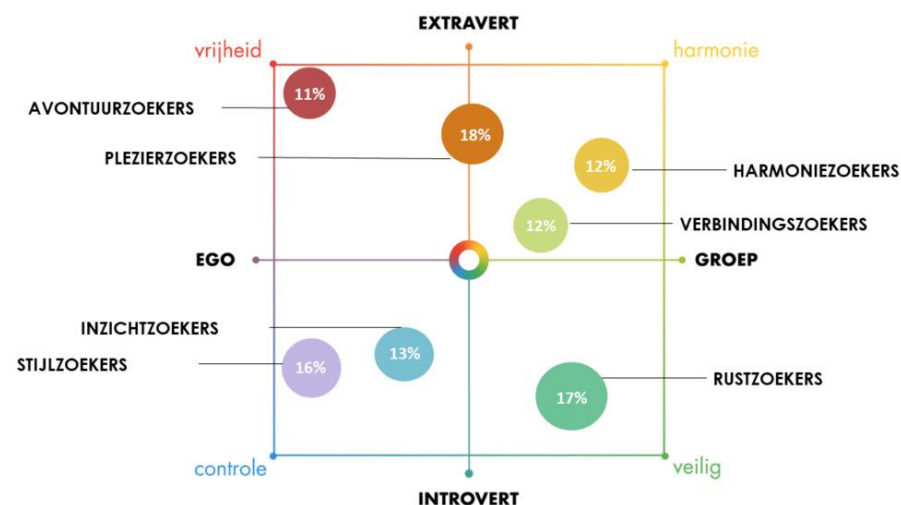 EXTRAVERT
vrijheid
harmonie
11%
AVONTUURZOEKERS
18%
PLEZIERZOEKERS
12%
HARMONIEZOEKERS
12%
VERBINDINGSZOEKERS
EGO
GROEP
INZICHTZOEKERS
13%
STIJLZOEKERS
16%
RUSTZOEKERS
17%
controle
veilig
INTROVERT